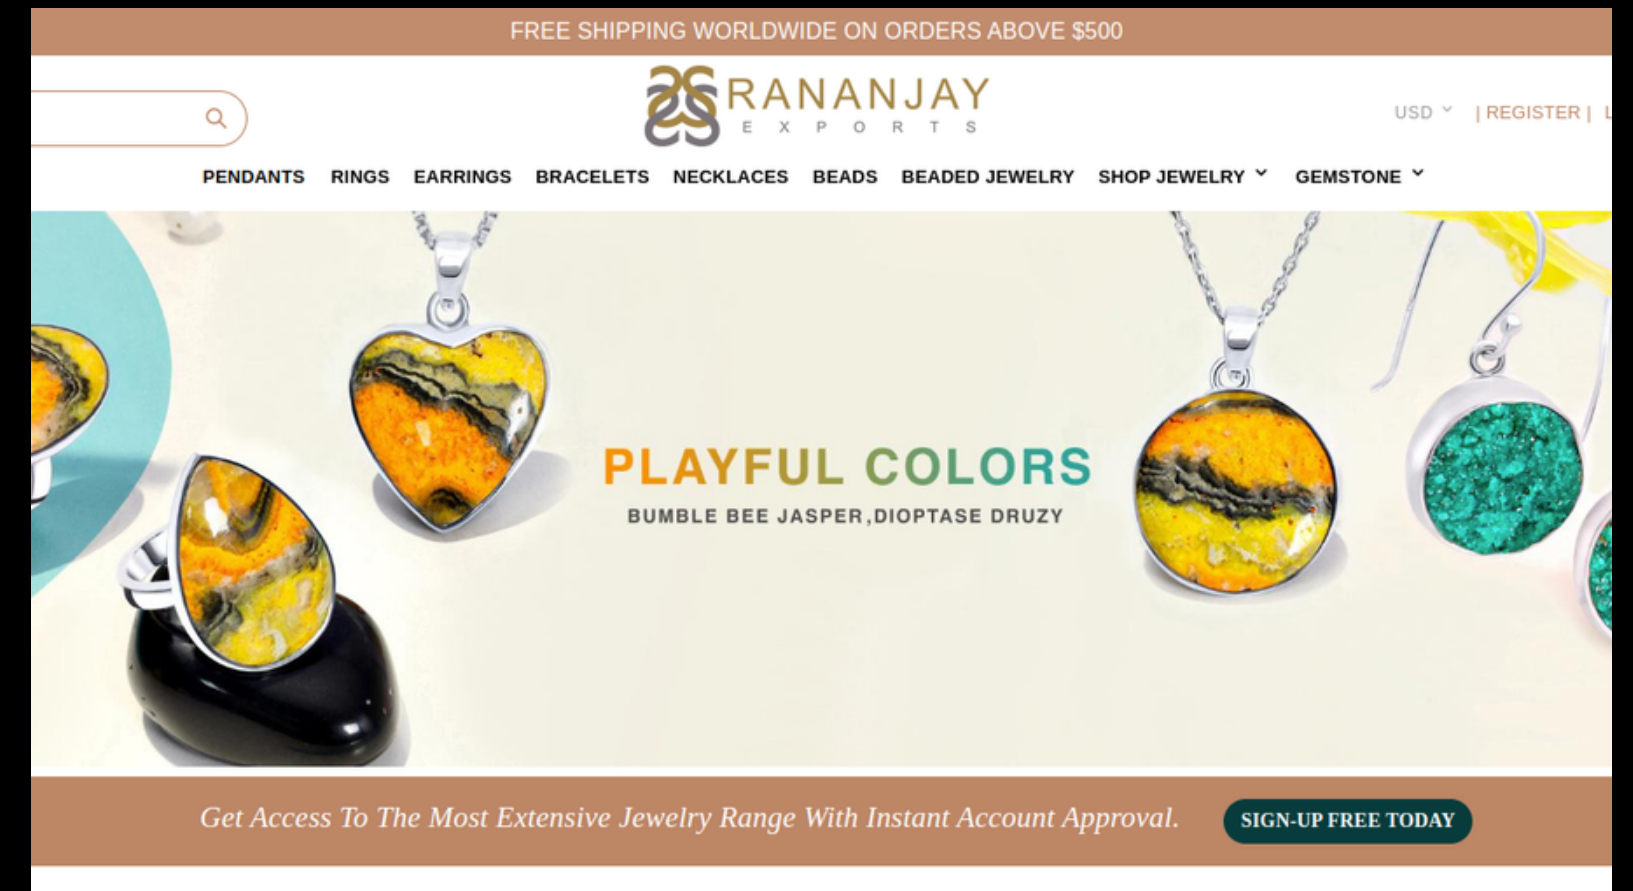 FREE SHIPPING WORLDWIDE ON ORDERS ABOVE $500
RANANJAY
EXPORTS
USD | REGISTER |
PENDANTS RINGS EARRINGS BRACELETS NECKLACES BEADS BEADED JEWELRY SHOP JEWELRY GEMSTONE
PLAYFUL COLORS
BUMBLE BEE JASPER,DIOPTASE DRUZY
Get Access To The Most Extensive Jewelry Range With Instant Account Approval. SIGN-UP FREE TODAY